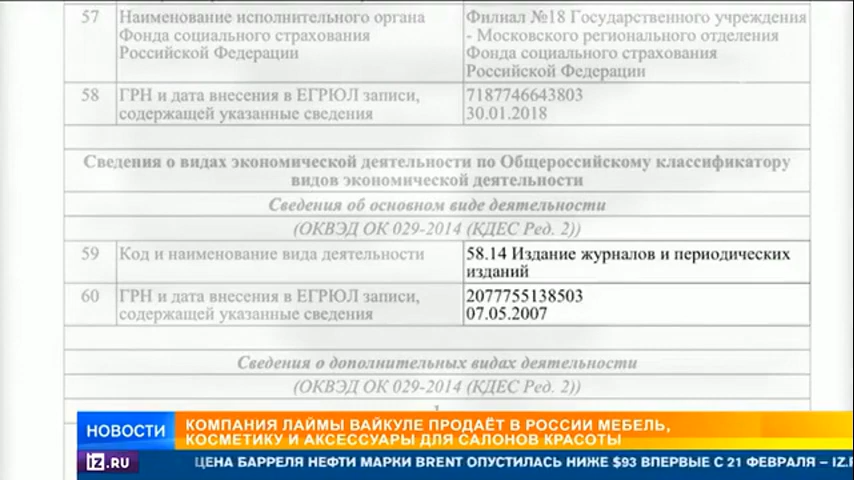 57 Наименование исполнительного органа Филиал №18 Государственного учреждения
Фонда социального страхования - Московского регионального отделения
Российской Федерации Фонда социального страхования
Российской Федерации
58 ГРН и дата внесения в ЕГРЮЛ записи, 7187746643803
содержащей указанные сведения 30.01.2018
Сведения о видах экономической деятельности по Общероссийскому классификатору
видов экономической деятельности
Сведения об основном виде деятельности
(ОКВЭД ОК 029-2014 (КДЕС Ред. 2))
59 Код и наименование вида деятельности 58.14 Издание журналов и периодических
изданий
60 ГРН и дата внесения в ЕГРЮЛ записи, 2077755138503
содержащей указанные сведения 07.05.2007
Сведения о дополнительных видах деятельности
(ОКВЭД ОК 029-2014 (КДЕС Ред. 2))
1
НОВОСТИ
КОМПАНИЯ ЛАЙМЫ ВАЙКУЛЕ ПРОДАЁТ В РОССИИ МЕБЕЛЬ,
КОСМЕТИКУ И АКСЕССУАРЫ ДЛЯ САЛОНОВ КРАСОТЫ
IZ.RU
ЦЕНА БАРРЕЛЯ НЕФТИ МАРКИ BRENT ОПУСТИЛАСЬ НИЖЕ $93 ВПЕРВЫЕ С 21 ФЕВРАЛЯ – IZ.F